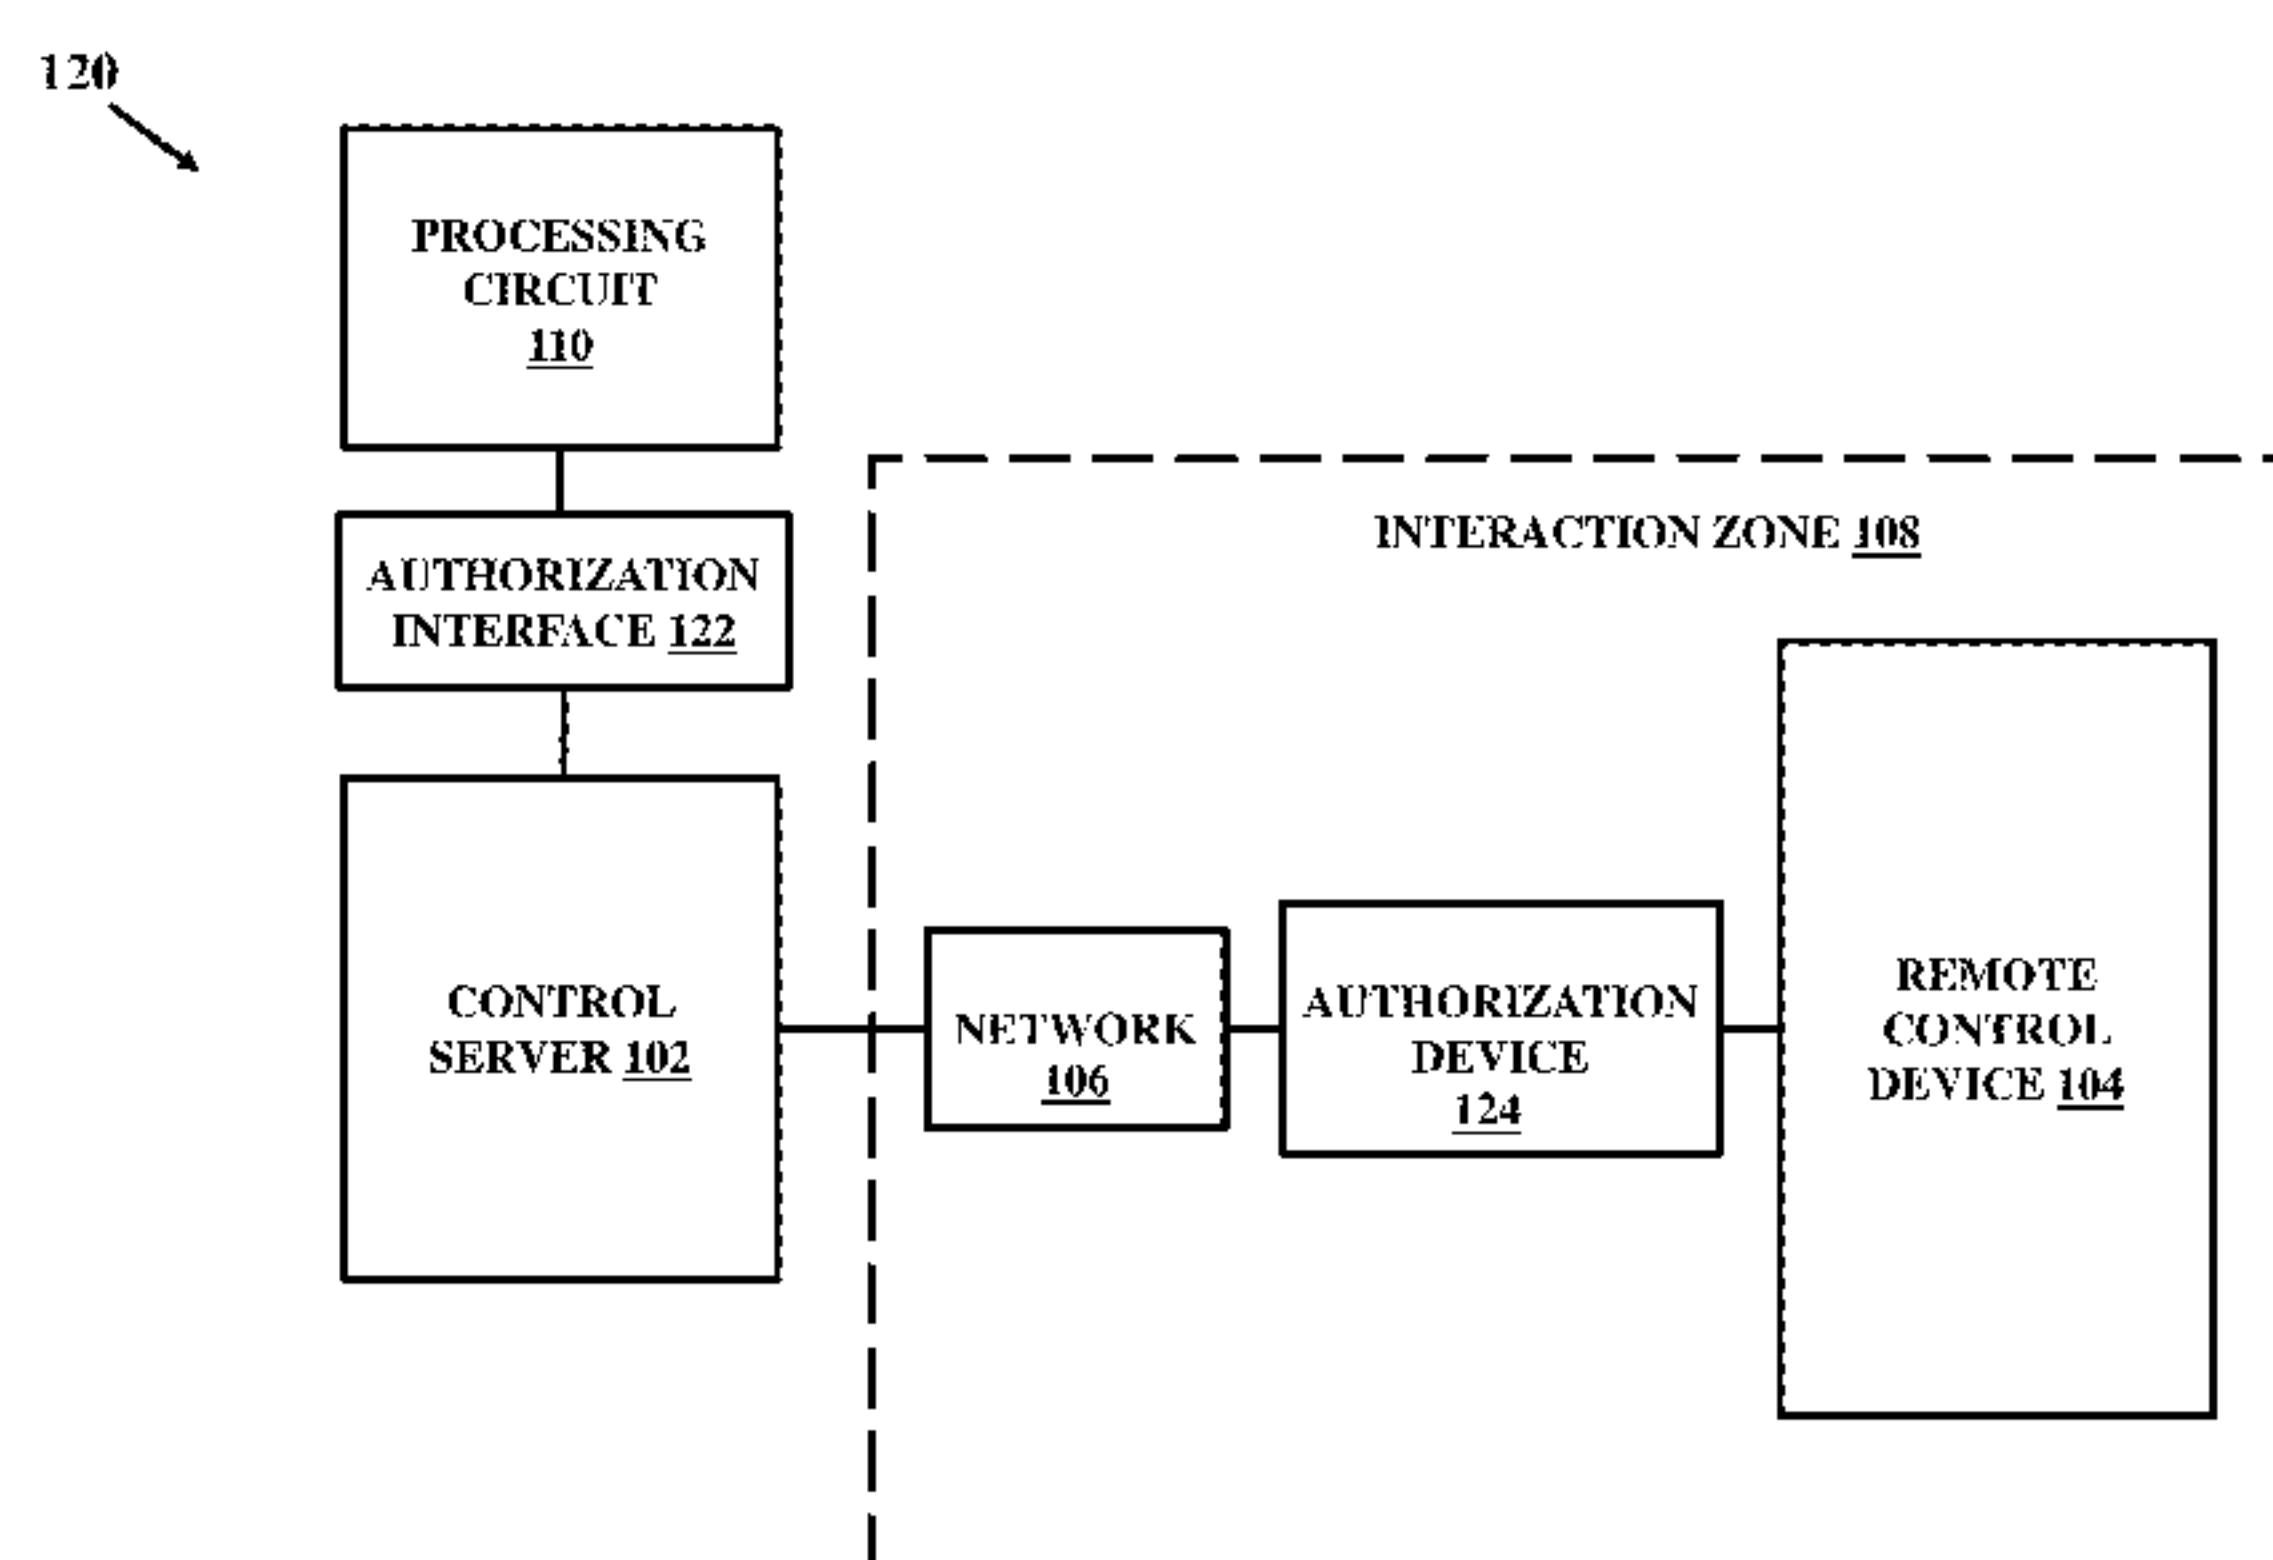 120
PROCESSING
CIRCUIT
110
AUTHORIZATION
INTERFACE 122
INTERACTION ZONE 108
CONTROL
SERVER 102
NETWORK
106
AUTHORIZATION
DEVICE
124
REMOTE
CONTROL
DEVICE 104